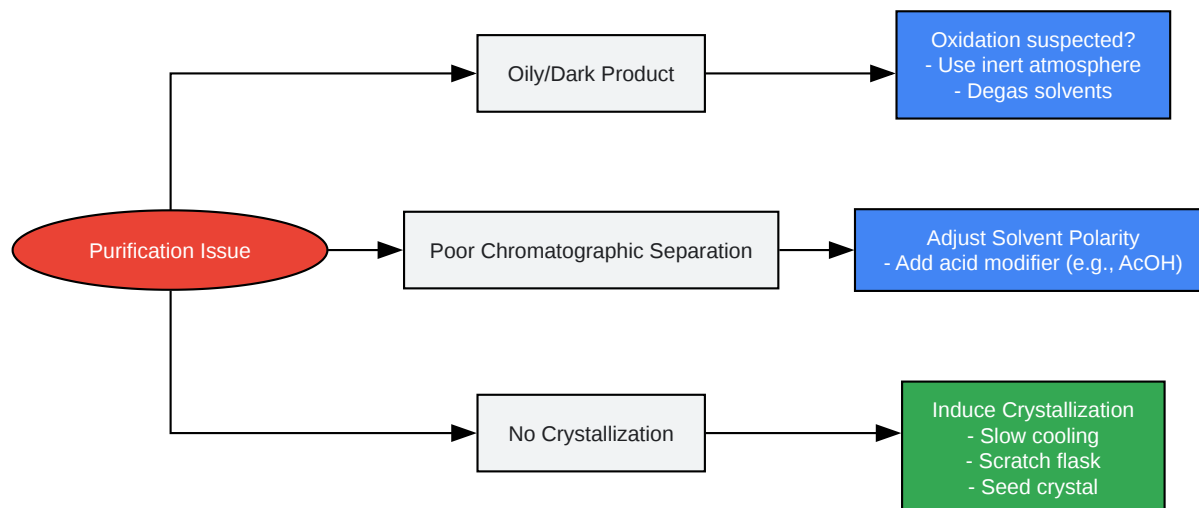 Oily/Dark Product
Oxidation suspected?
- Use inert atmosphere
- Degas solvents
Purification Issue
Poor Chromatographic Separation
Adjust Solvent Polarity
- Add acid modifier (e.g., AcOH)
No Crystallization
Induce Crystallization
- Slow cooling
- Scratch flask
- Seed crystal